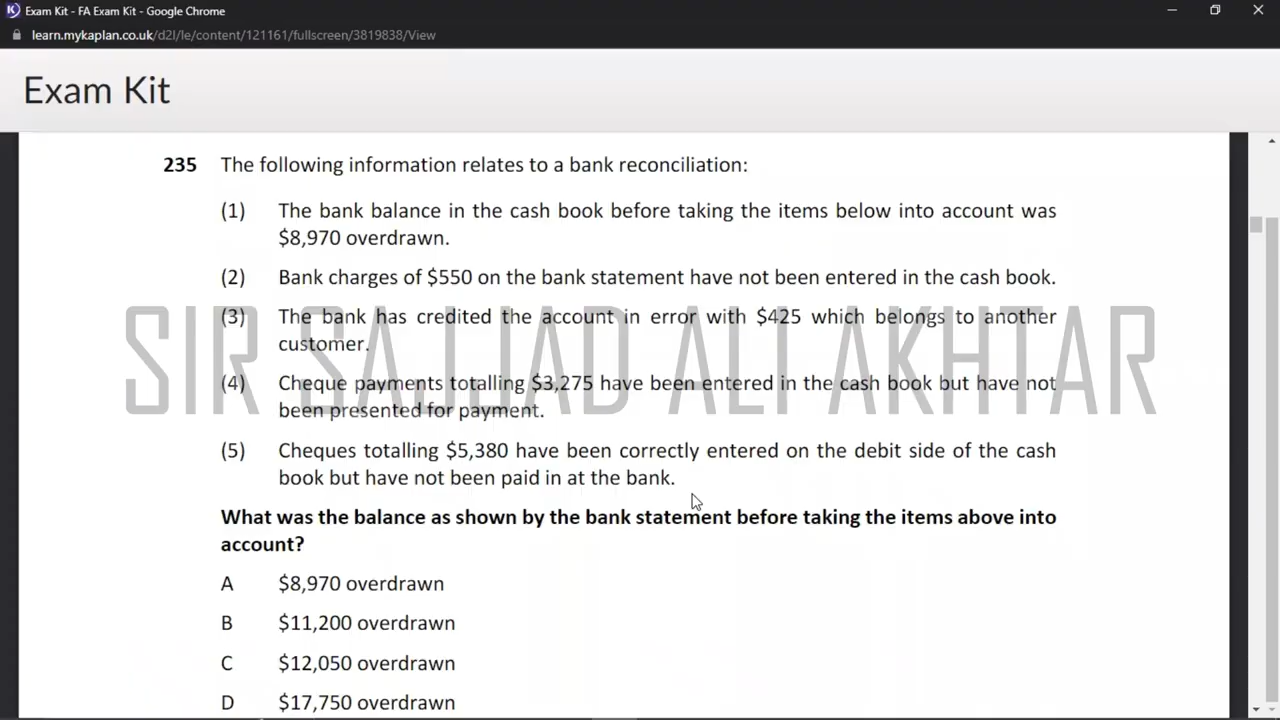 Exam Kit - FA Exam Kit - Google Chrome
learn.mykaplan.co.uk/d2l/le/content/121161/fullscreen/3819838/View
Exam Kit
235 The following information relates to a bank reconciliation:
(1) The bank balance in the cash book before taking the items below into account was
$8,970 overdrawn.
(2) Bank charges of $550 on the bank statement have not been entered in the cash book.
(3) The bank has credited the account in error with $425 which belongs to another
customer.
(4) Cheque payments totalling $3,275 have been entered in the cash book but have not
been presented for payment.
(5) Cheques totalling $5,380 have been correctly entered on the debit side of the cash
book but have not been paid in at the bank.
SIR SAJJAD ALI AKHTAR
What was the balance as shown by the bank statement before taking the items above into
account?
A $8,970 overdrawn
B $11,200 overdrawn
C $12,050 overdrawn
D $17,750 overdrawn